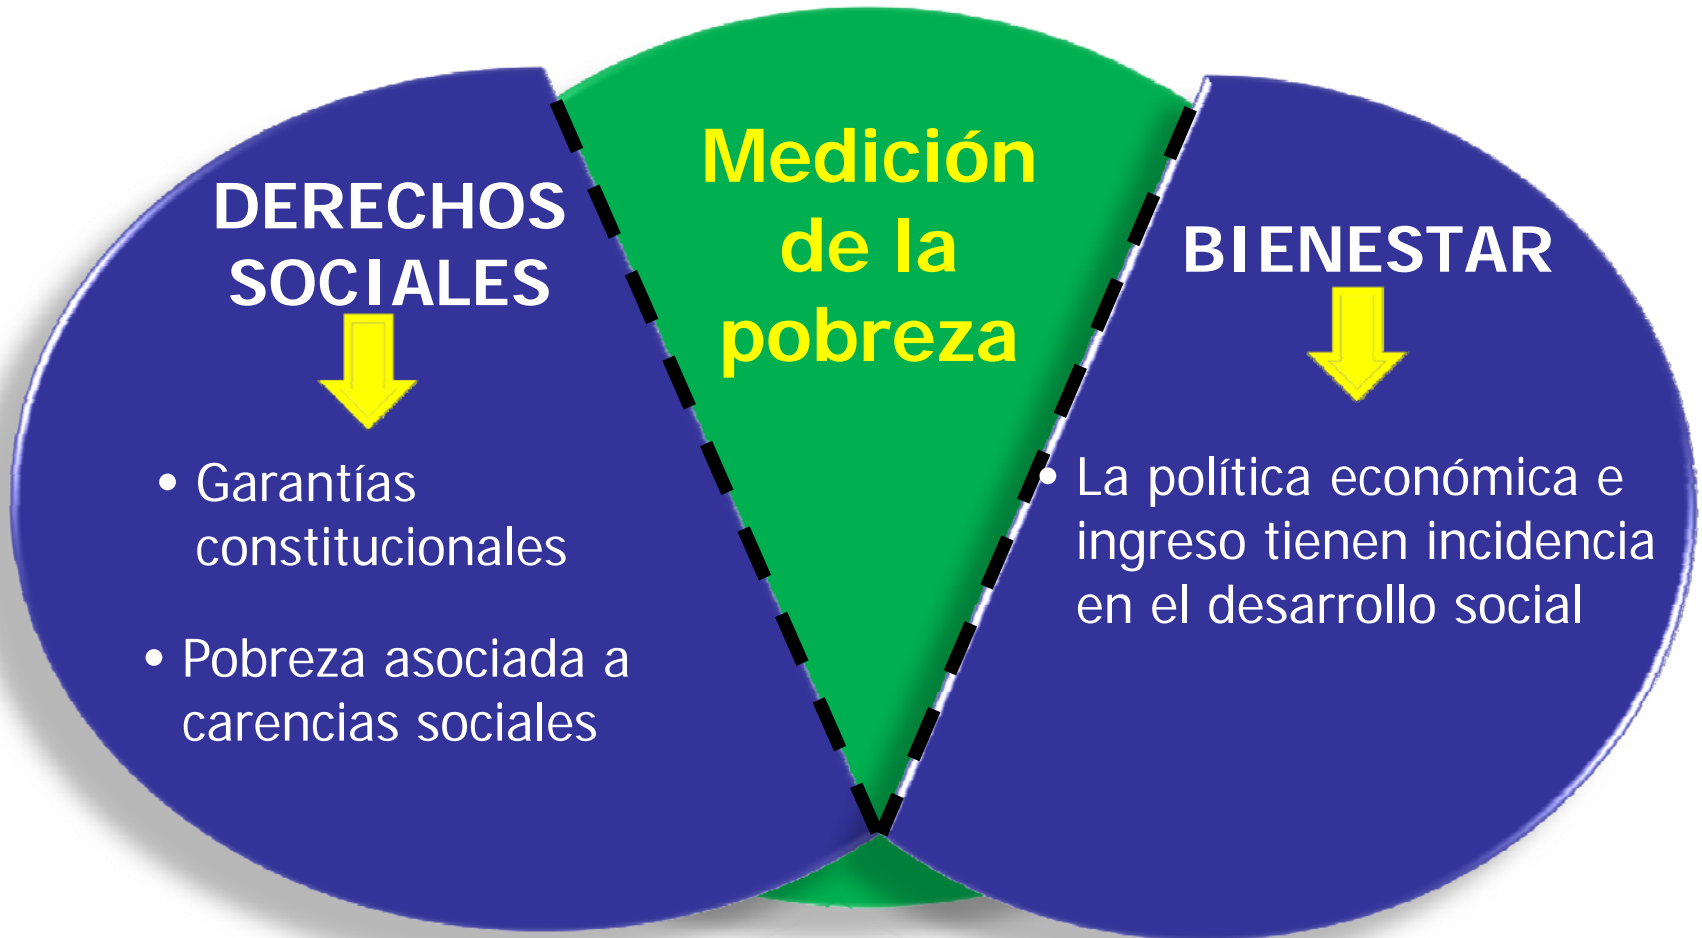 DERECHOS
SOCIALES
• Garantías
constitucionales
• Pobreza asociada a
carencias sociales
Medición
de la
pobreza
BIENESTAR
• La política económica e
ingreso tienen incidencia
en el desarrollo social